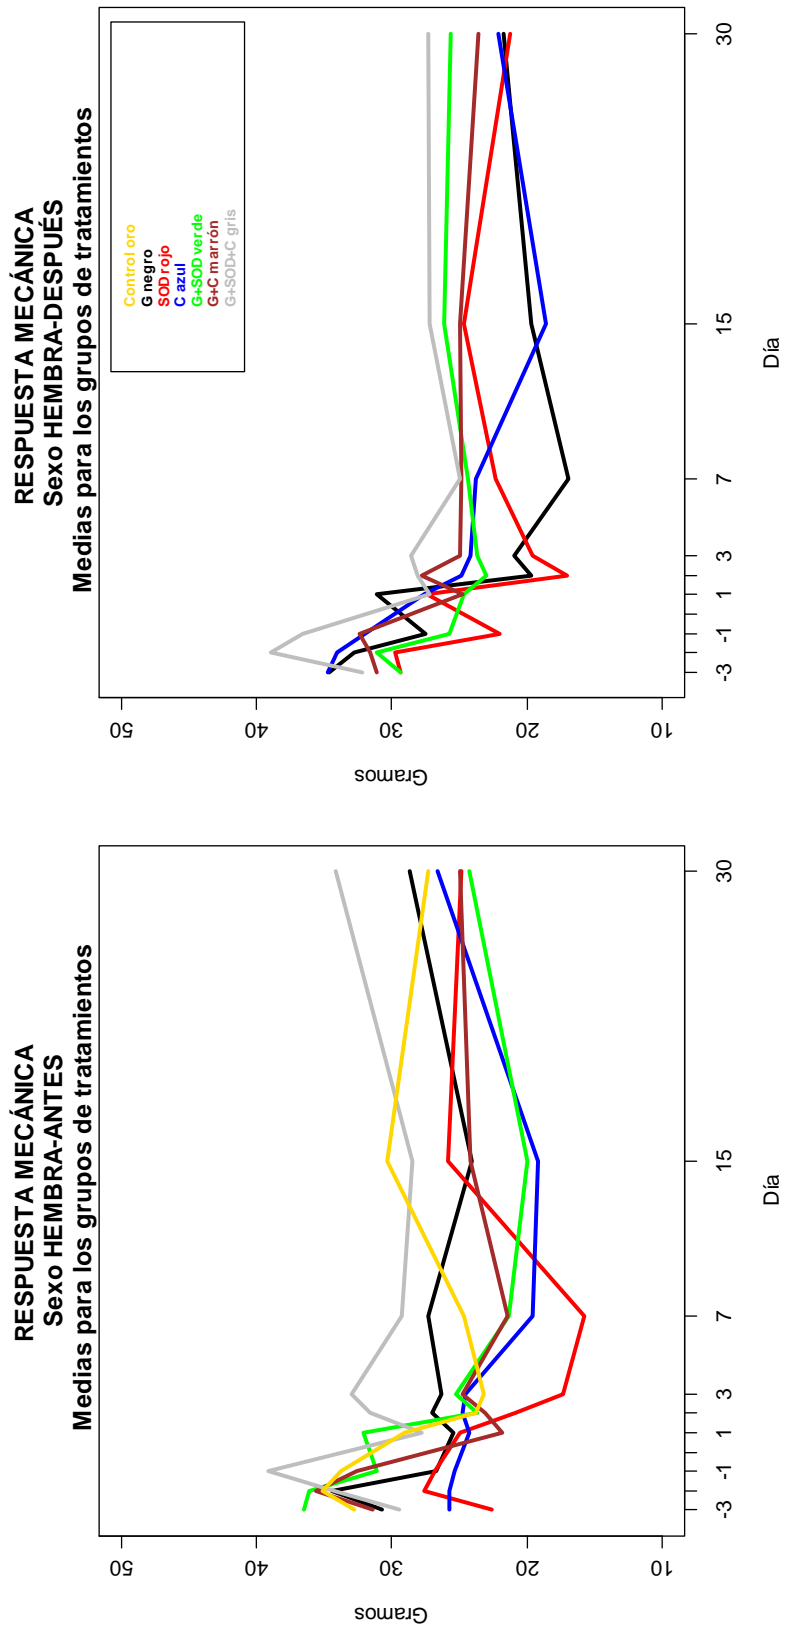 RESPUESTA MECÁNICA
Sexo HEMBRA-ANTES
Medias para los grupos de tratamientos
50
40
30
20
10
Gramos
-3
-1
1
3
7
15
30
Día
RESPUESTA MECÁNICA
Sexo HEMBRA-DESPUÉS
Medias para los grupos de tratamientos
Control oro
G negro
SOD rojo
C azul
G+SOD verde
G+C marrón
G+SOD+C gris
50
40
30
20
10
Gramos
-3
-1
1
3
7
15
30
Día